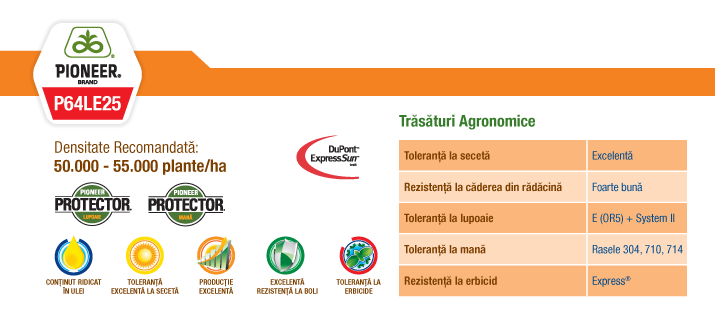 PIONEER®
BRAND
P64LE25
Densitate Recomandată:
50.000 - 55.000 plante/ha
DuPont™
ExpressSun™
PIONEER
PROTECTOR
LUPOAIE
PIONEER
PROTECTOR
MANĂ
CONȚINUT RIDICAT
ÎN ULEI
TOLERANȚĂ
EXCELENTĂ LA SECETĂ
PRODUCȚIE
EXCELENTĂ
EXCELENTĂ
REZISTENȚĂ LA BOLI
TOLERANȚĂ LA
ERBICIDE
Trăsături Agronomice
Toleranță la secetă Excelentă
Rezistență la căderea din rădăcină Foarte bună
Toleranță la lupoaie E (OR5) + System II
Toleranță la mană Rasele 304, 710, 714
Rezistență la erbicid Express®